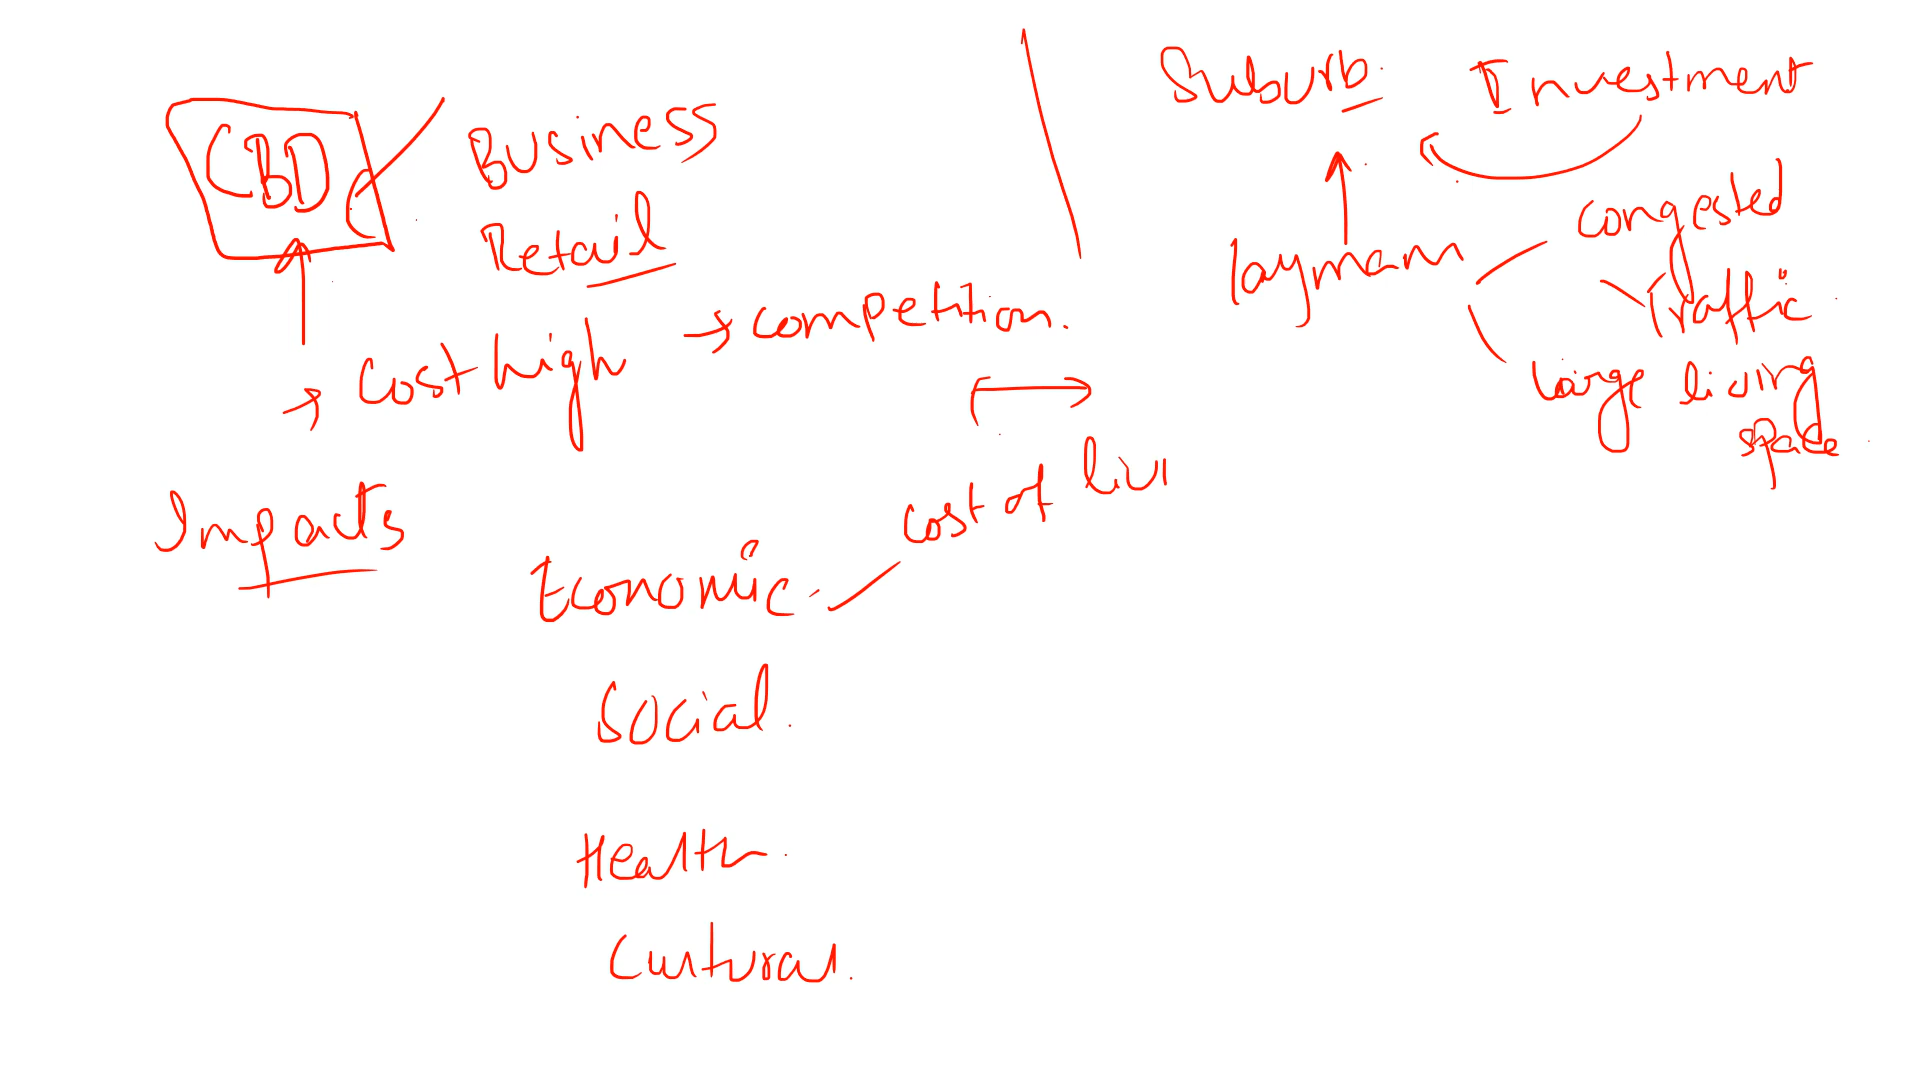 CBD
Business
Retail
→ Cost high → competition.
Suburb. Investment
laymann
congested
Traffic
large living
space
Impacts
Economic.
cost of livi
Social.
Health.
Cultural.